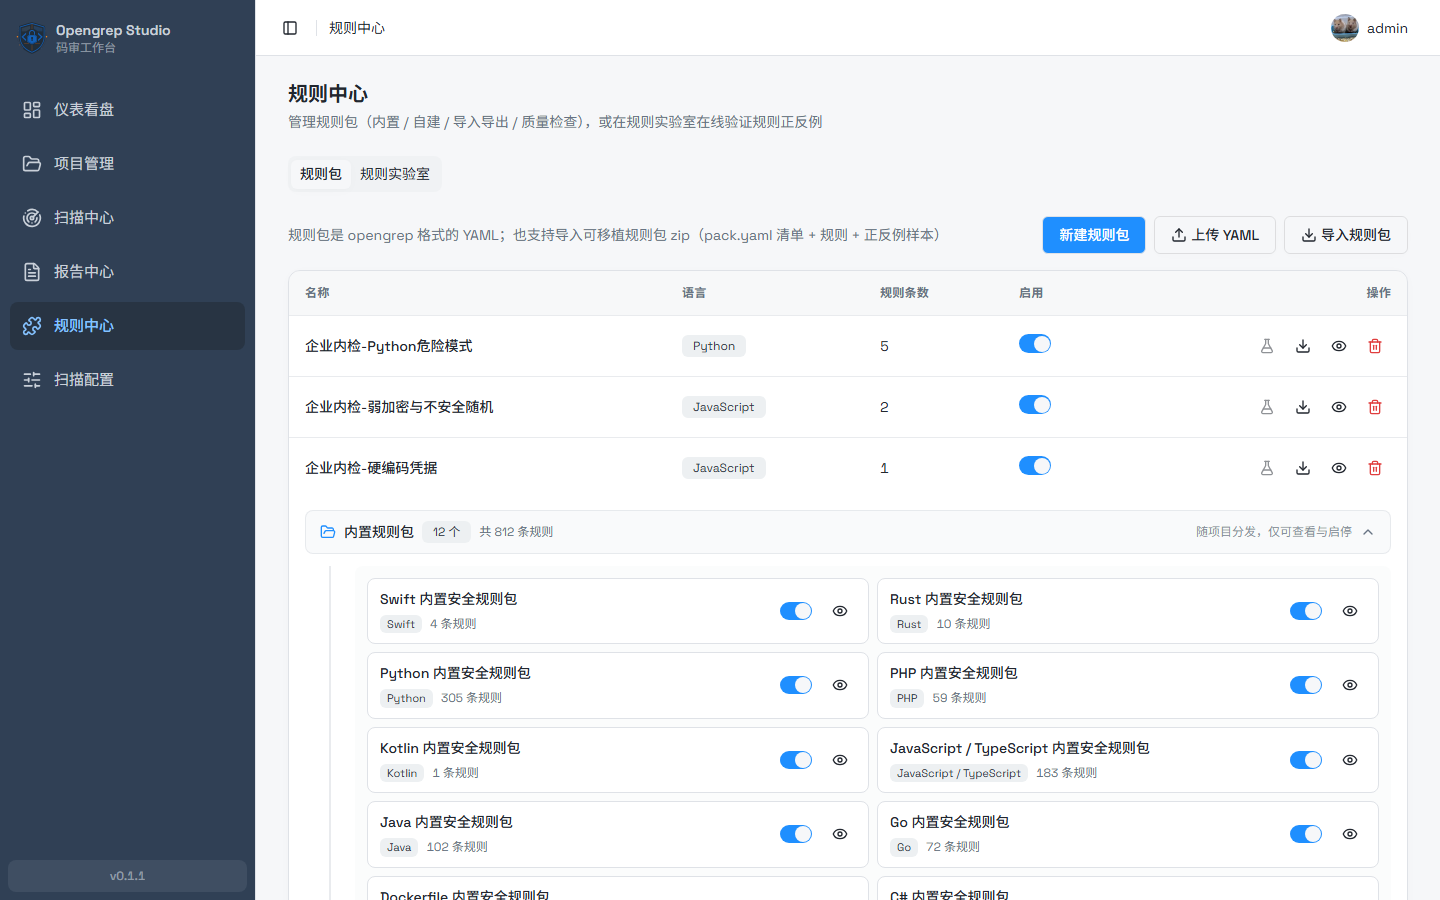 Opengrep Studio
码审工作台
仪表看盘
项目管理
扫描中心
报告中心
规则中心
扫描配置
v0.1.1
规则中心
admin
规则中心
管理规则包（内置 / 自建 / 导入导出 / 质量检查），或在规则实验室在线验证规则正反例
规则包 规则实验室
规则包是 opengrep 格式的 YAML；也支持导入可移植规则包 zip（pack.yaml 清单 + 规则 + 正反例样本）
新建规则包 上传 YAML 导入规则包
名称 语言 规则条数 启用 操作
企业内检-Python危险模式 Python 5
企业内检-弱加密与不安全随机 JavaScript 2
企业内检-硬编码凭据 JavaScript 1
内置规则包 12 个 共 812 条规则 随项目分发，仅可查看与启停
Swift 内置安全规则包
Swift 4 条规则
Rust 内置安全规则包
Rust 10 条规则
Python 内置安全规则包
Python 305 条规则
PHP 内置安全规则包
PHP 59 条规则
Kotlin 内置安全规则包
Kotlin 1 条规则
JavaScript / TypeScript 内置安全规则包
JavaScript / TypeScript 183 条规则
Java 内置安全规则包
Java 102 条规则
Go 内置安全规则包
Go 72 条规则
Dockerfile 内置安全规则包
C# 内置安全规则包